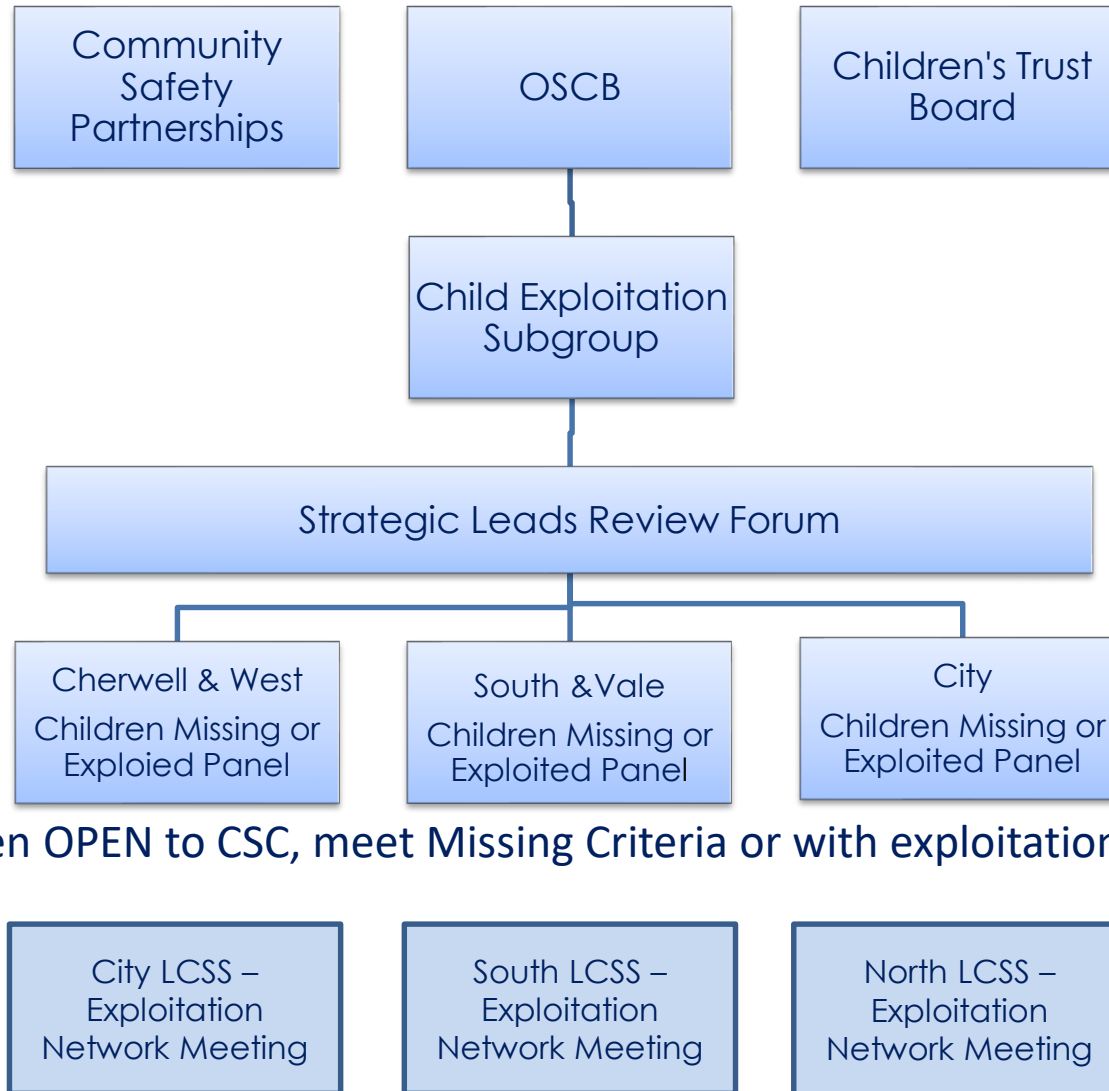 Community
Safety
Partnerships
OSCB
Children's Trust
Board
Child Exploitation
Subgroup
Strategic Leads Review Forum
Cherwell & West
Children Missing or
Exploied Panel
South &Vale
Children Missing or
Exploited Panel
City
Children Missing or
Exploited Panel
en OPEN to CSC, meet Missing Criteria or with exploitation
City LCSS –
Exploitation
Network Meeting
South LCSS –
Exploitation
Network Meeting
North LCSS –
Exploitation
Network Meeting